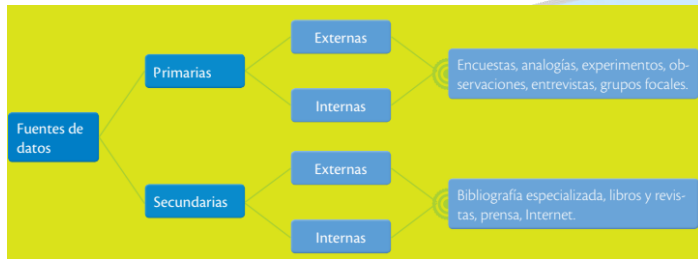 Fuentes de
datos
Primarias
Externas
Internas
Encuestas, analogías, experimentos, ob-
servaciones, entrevistas, grupos focales.
Secundarias
Externas
Internas
Bibliografía especializada, libros y revis-
tas, prensa, Internet.